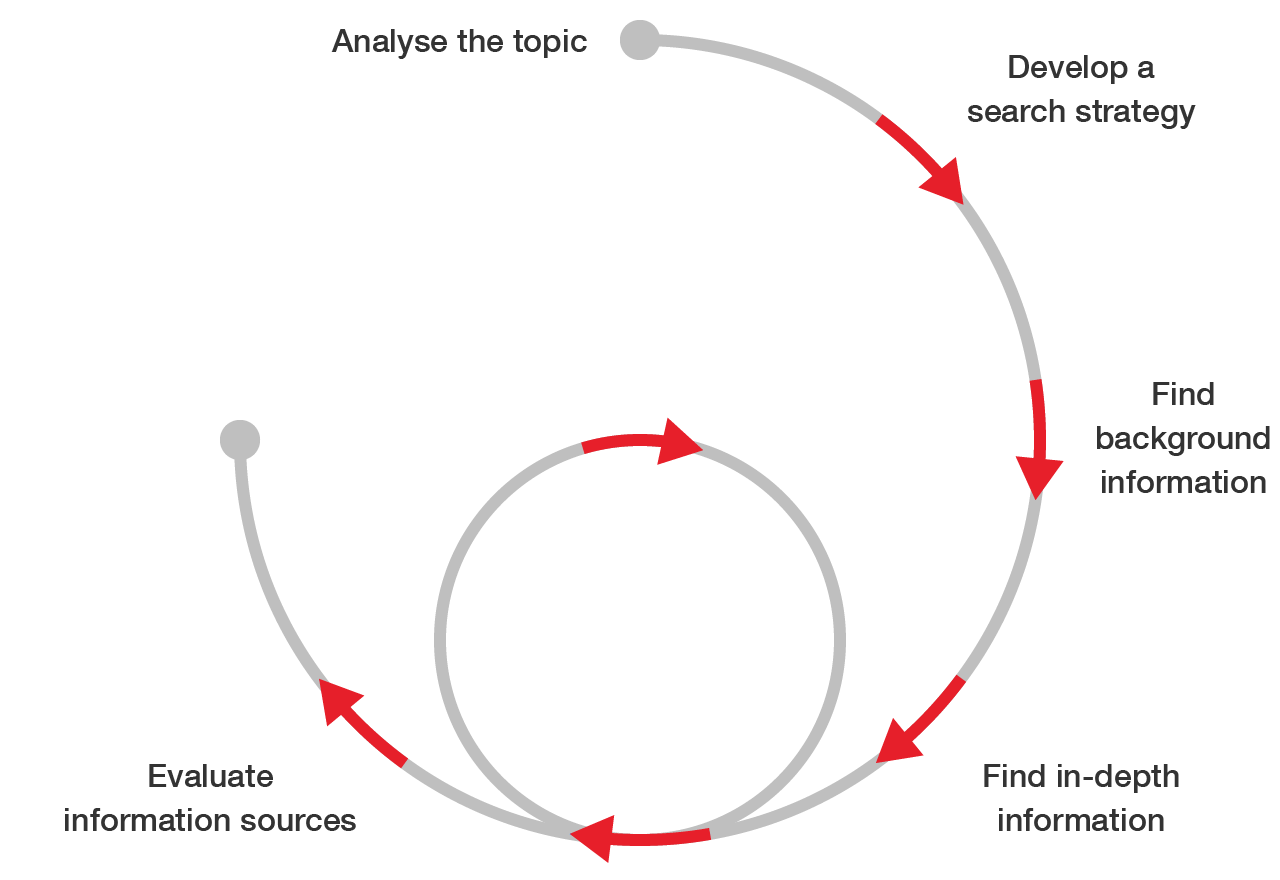 Analyse the topic
Develop a
search strategy
Find
background
information
Find in-depth
information
Evaluate
information sources